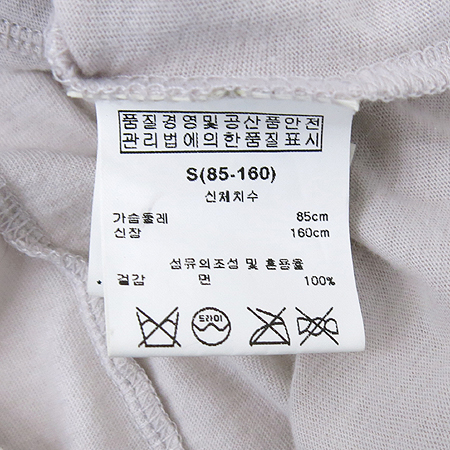 품질경영및공산품안전
관리법에의한품질표시
S(85-160)
신체치수
가슴둘레 85cm
신장 160cm
섬유의조성 및 혼용율
겉감 면 100%
드라이